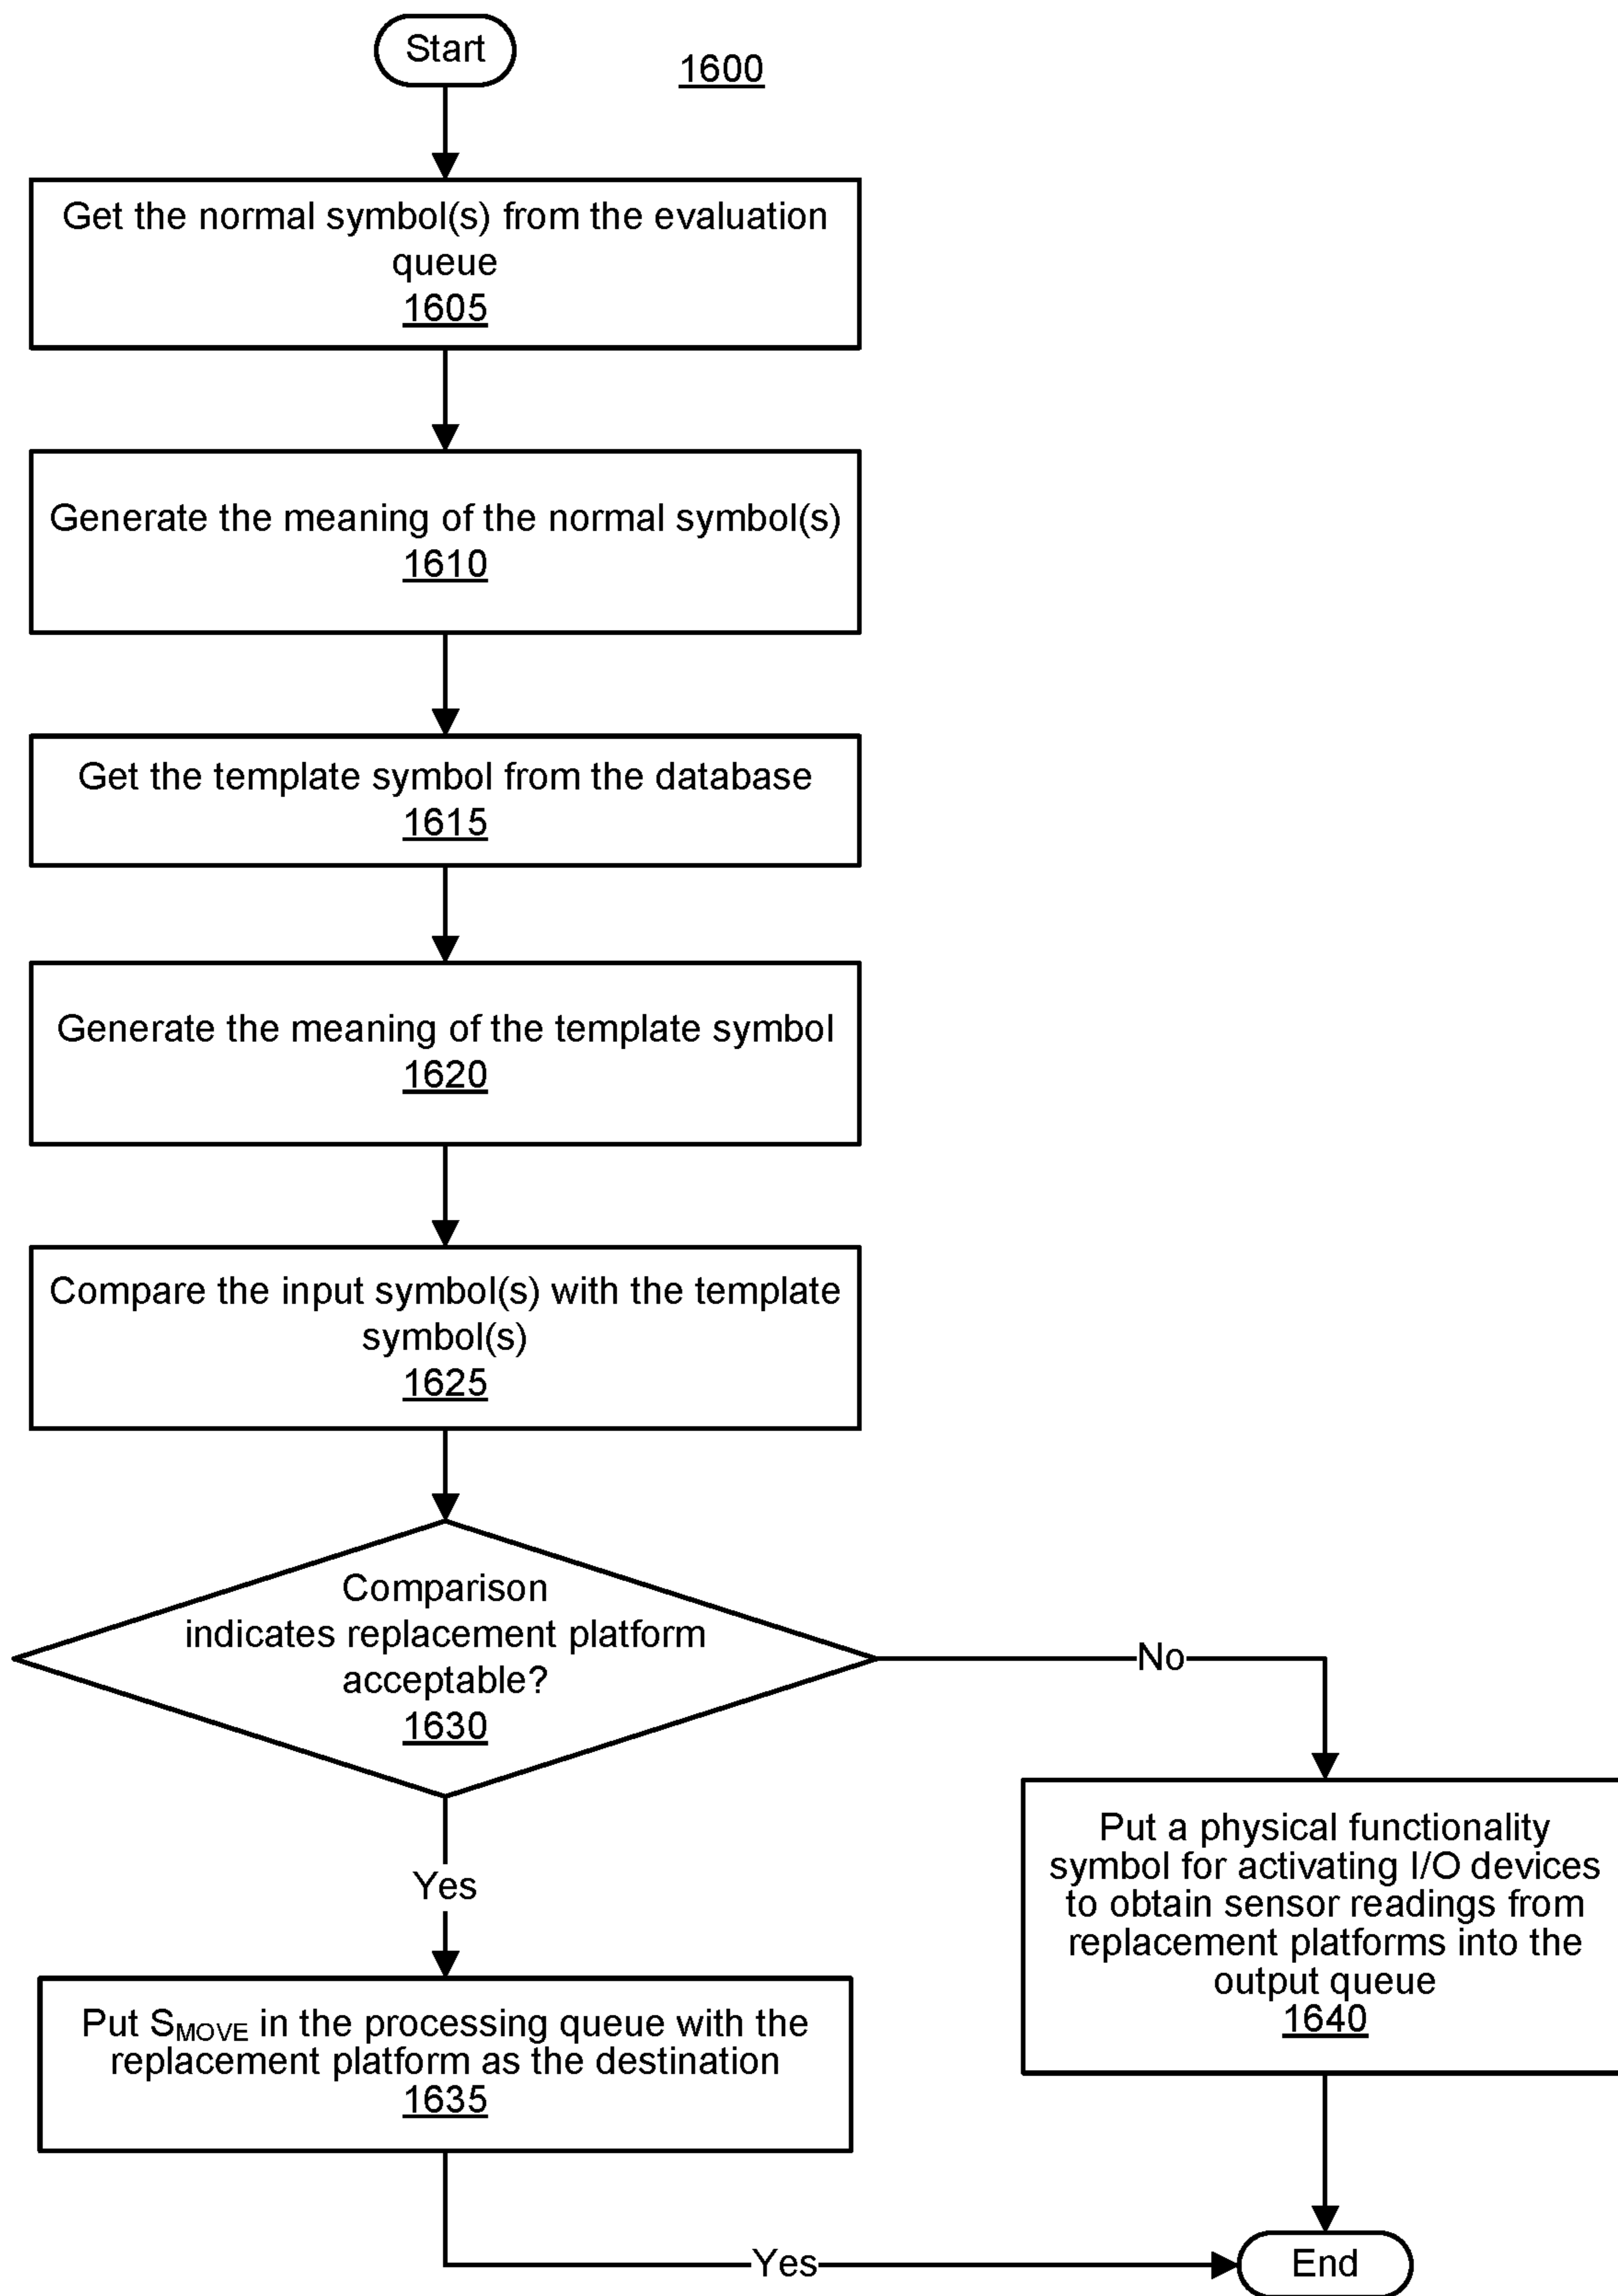 Start
1600
Get the normal symbol(s) from the evaluation
queue
1605
Generate the meaning of the normal symbol(s)
1610
Get the template symbol from the database
1615
Generate the meaning of the template symbol
1620
Compare the input symbol(s) with the template
symbol(s)
1625
Comparison
indicates replacement platform
acceptable?
1630
No
Yes
Put a physical functionality
symbol for activating I/O devices
to obtain sensor readings from
replacement platforms into the
output queue
1640
Put SMOVE in the processing queue with the
replacement platform as the destination
1635
Yes
End